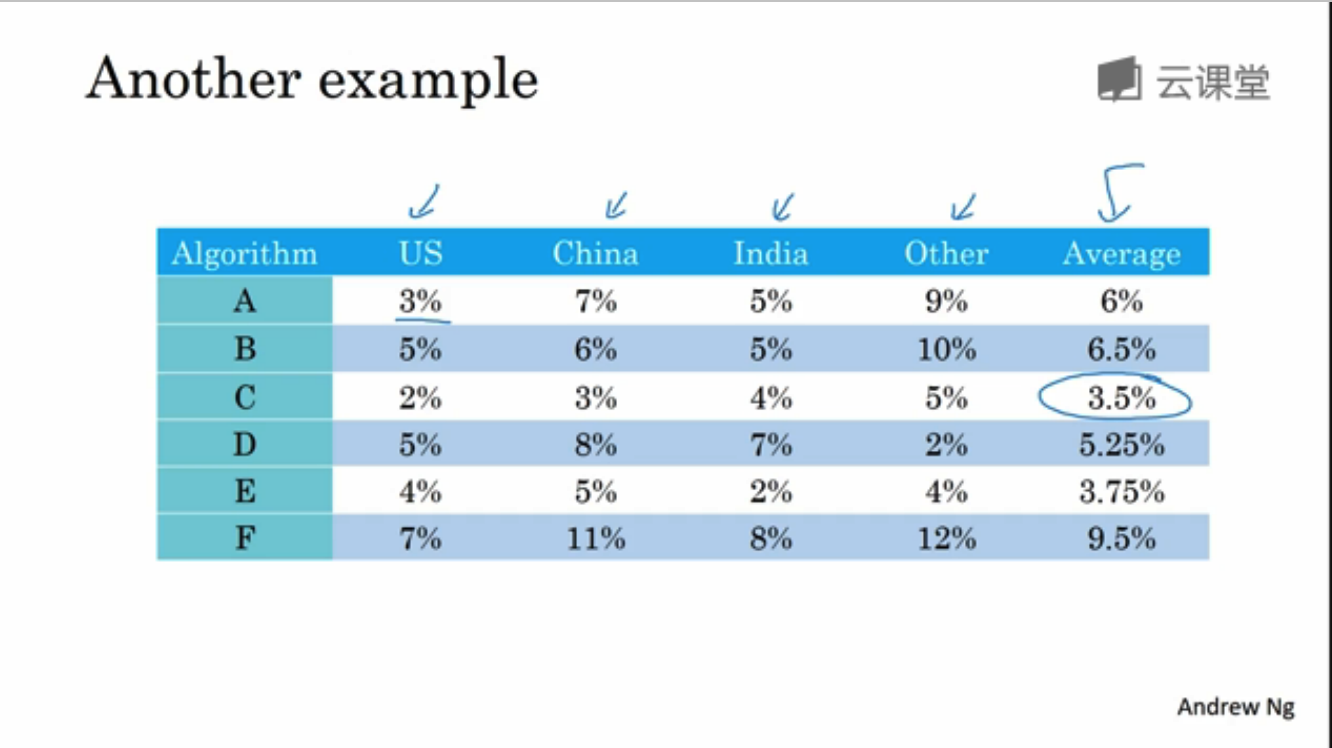 Another example
云课堂
Algorithm US China India Other Average
A 3% 7% 5% 9% 6%
B 5% 6% 5% 10% 6.5%
C 2% 3% 4% 5% 3.5%
D 5% 8% 7% 2% 5.25%
E 4% 5% 2% 4% 3.75%
F 7% 11% 8% 12% 9.5%
Andrew Ng